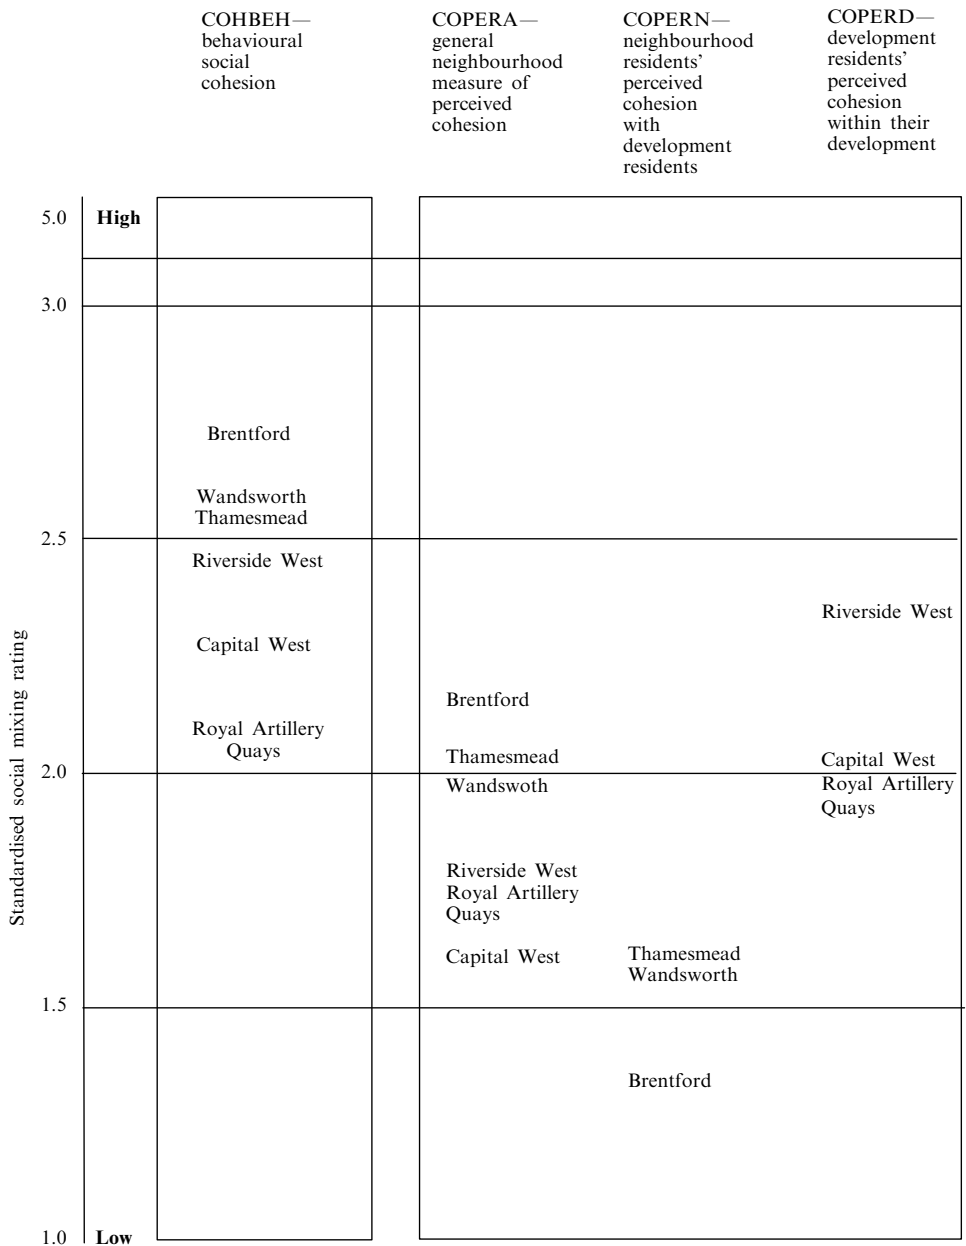 COHBEH—
behavioural
social
cohesion
COPERA—
general
neighbourhood
measure of
perceived
cohesion
COPERN—
neighbourhood
residents’
perceived
cohesion
with
development
residents
COPERD—
development
residents’
perceived
cohesion
within their
development
Standardised social mixing rating
5.0
High
3.0
2.5
2.0
1.5
1.0
Low
Brentford
Wandsworth
Thamesmead
Riverside West
Capital West
Royal Artillery
Quays
Brentford
Thamesmead
Wandswoth
Riverside West
Royal Artillery
Quays
Capital West
Thamesmead
Wandsworth
Brentford
Riverside West
Capital West
Royal Artillery
Quays